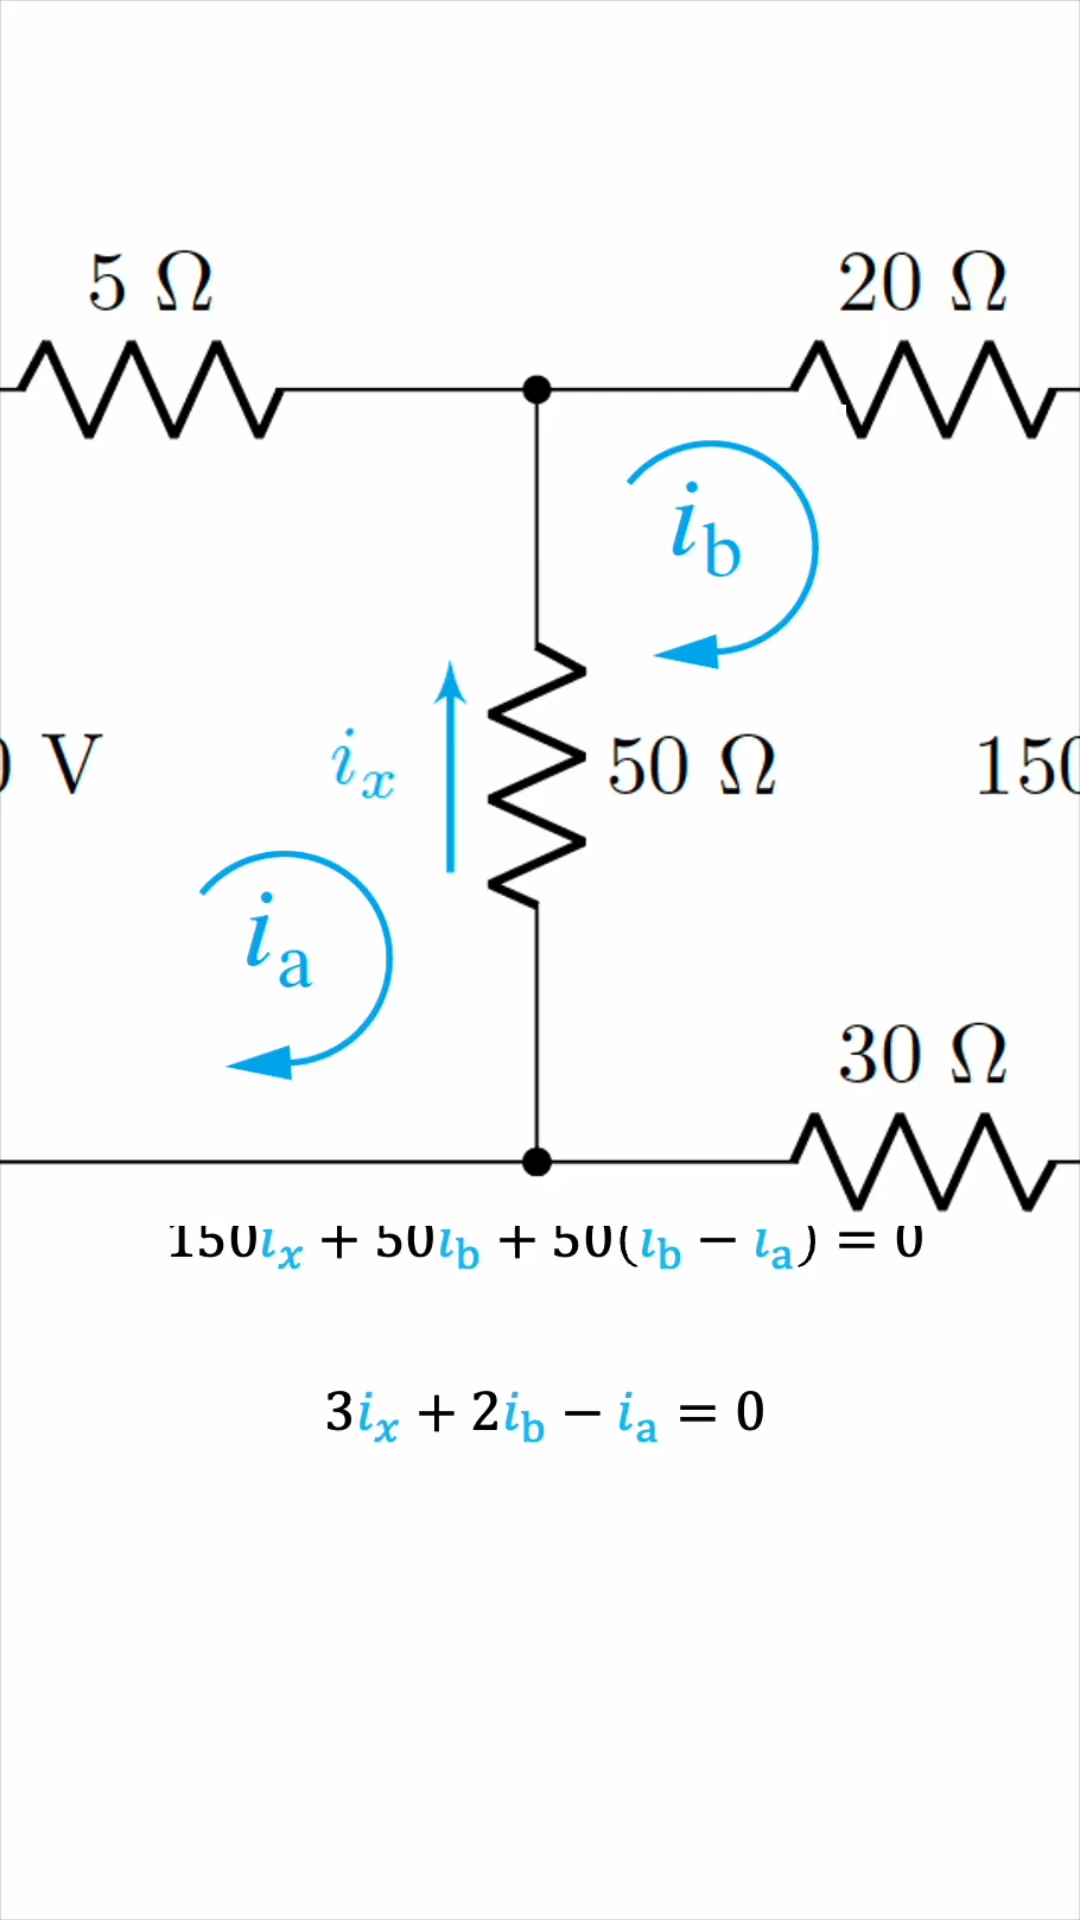 5 Ω
20 Ω
i_b
V
i_x
50 Ω
150
i_a
30 Ω
150i_x + 50i_b + 50(i_b − i_a) = 0
3i_x + 2i_b − i_a = 0